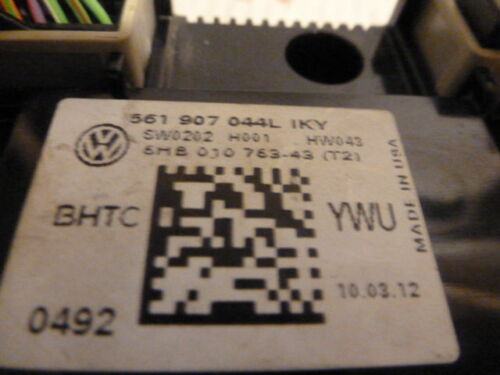 561 907 044L IKY
SW0202 H001 HW043
5HB 010 763-43 (T2)
BHTC
YWU
MADE IN USA
10.03.12
0492